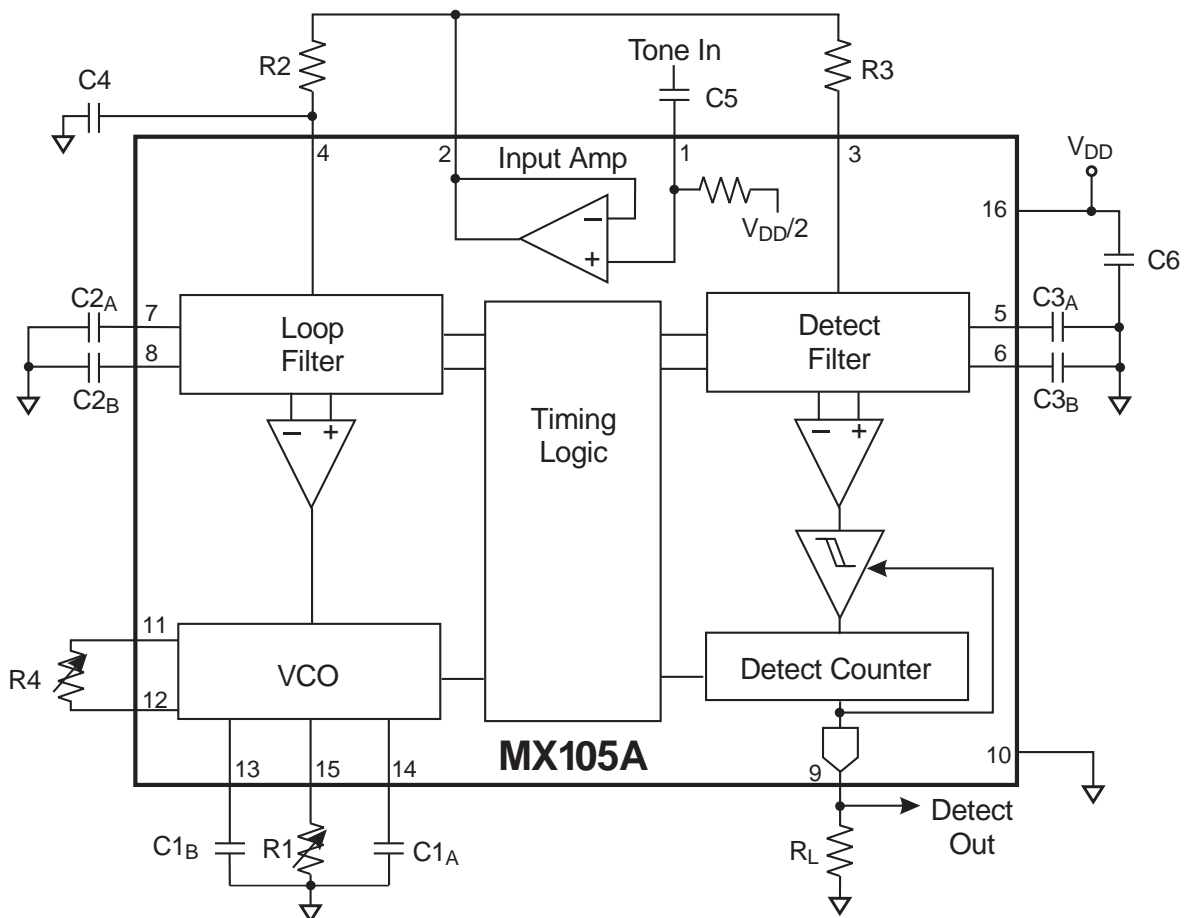 R2
R3
Tone In
C4
C5
4
2
Input Amp
1
3
VDD
16
VDD/2
−
+
C6
C2A
7
C3A
5
Loop
Filter
Detect
Filter
8
6
C2B
C3B
Timing
Logic
− +
− +
11
R4
VCO
Detect Counter
12
MX105A
10
13
15
14
9
Detect
Out
C1B
R1
C1A
RL